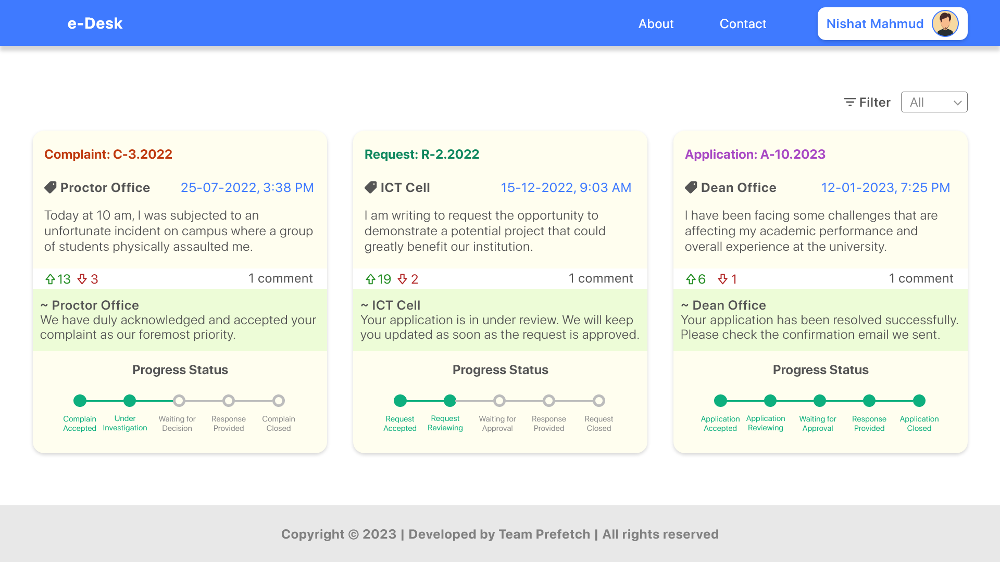 e-Desk
About
Contact
Nishat Mahmud
Filter
All
Complaint: C-3.2022
Proctor Office 25-07-2022, 3:38 PM
Today at 10 am, I was subjected to an
unfortunate incident on campus where a group
of students physically assaulted me.
13 3 1 comment
~ Proctor Office
We have duly acknowledged and accepted your
complaint as our foremost priority.
Progress Status
Complain Accepted
Under Investigation
Waiting for Decision
Response Provided
Complain Closed
Request: R-2.2022
ICT Cell 15-12-2022, 9:03 AM
I am writing to request the opportunity to
demonstrate a potential project that could
greatly benefit our institution.
19 2 1 comment
~ ICT Cell
Your application is in under review. We will keep
you updated as soon as the request is approved.
Progress Status
Request Accepted
Request Reviewing
Waiting for Approval
Response Provided
Request Closed
Application: A-10.2023
Dean Office 12-01-2023, 7:25 PM
I have been facing some challenges that are
affecting my academic performance and
overall experience at the university.
6 1 1 comment
~ Dean Office
Your application has been resolved successfully.
Please check the confirmation email we sent.
Progress Status
Application Accepted
Application Reviewing
Waiting for Approval
Response Provided
Application Closed
Copyright © 2023 | Developed by Team Prefetch | All rights reserved